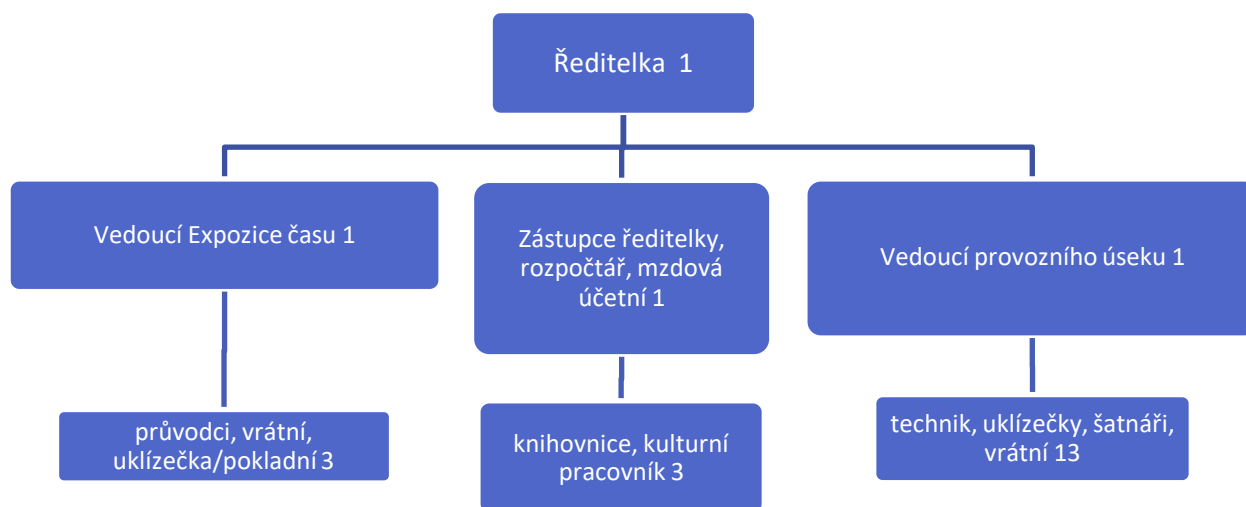 Ředitelka 1
Vedoucí Expozice času 1
Zástupce ředitelky,
rozpočtář, mzdová
účetní 1
Vedoucí provozního úseku 1
průvodci, vrátní,
uklízečka/pokladní 3
knihovnice, kulturní
pracovník 3
technik, uklízečky, šatnáři,
vrátní 13